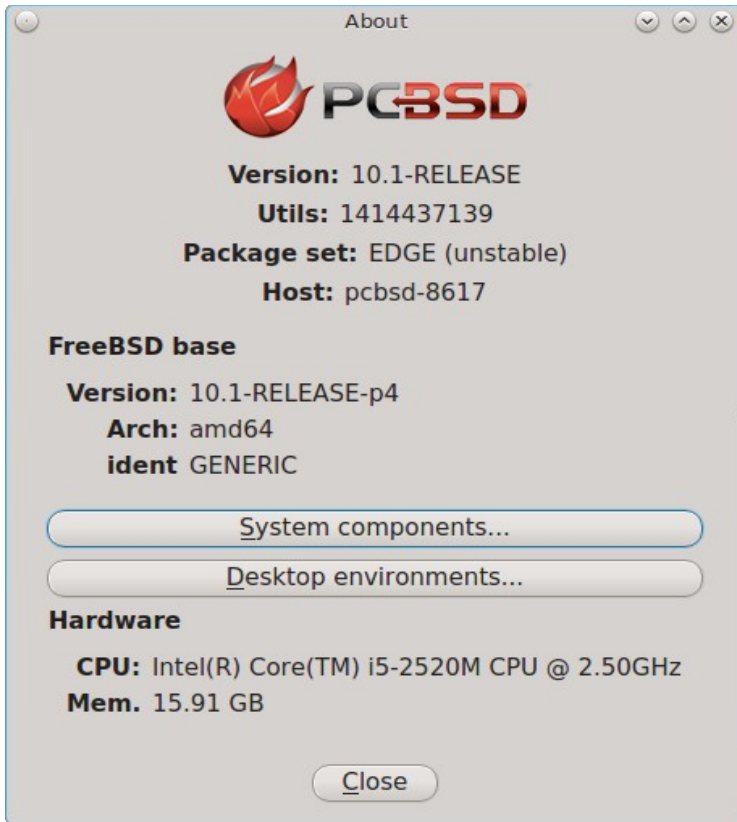 About
PCBSD
Version: 10.1-RELEASE
Utils: 1414437139
Package set: EDGE (unstable)
Host: pcbsd-8617
FreeBSD base
Version: 10.1-RELEASE-p4
Arch: amd64
ident GENERIC
System components...
Desktop environments...
Hardware
CPU: Intel(R) Core(TM) i5-2520M CPU @ 2.50GHz
Mem. 15.91 GB
Close